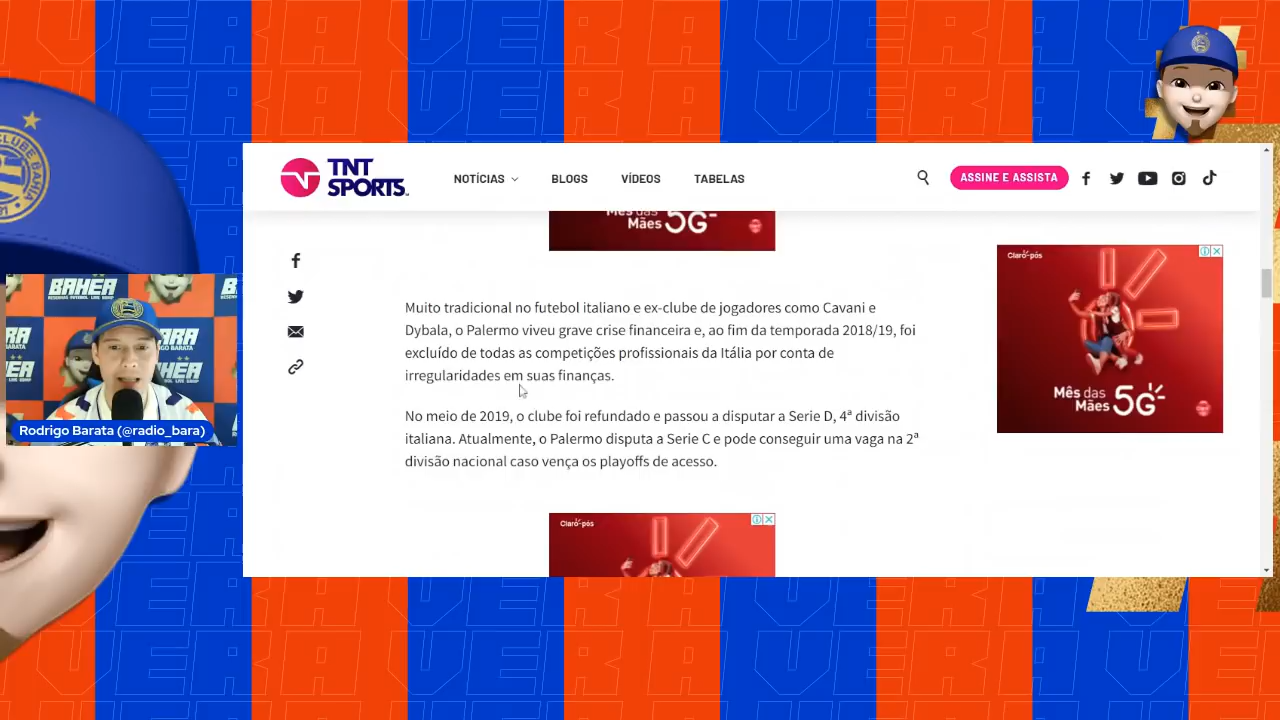 TNT
SPORTS
NOTÍCIAS
BLOGS
VÍDEOS
TABELAS
ASSINE E ASSISTA
Mês das
Mães 5G
Claro-pós
Mês das
Mães 5G
Muito tradicional no futebol italiano e ex-clube de jogadores como Cavani e
Dybala, o Palermo viveu grave crise financeira e, ao fim da temporada 2018/19, foi
excluído de todas as competições profissionais da Itália por conta de
irregularidades em suas finanças.
No meio de 2019, o clube foi refundado e passou a disputar a Serie D, 4ª divisão
italiana. Atualmente, o Palermo disputa a Serie C e pode conseguir uma vaga na 2ª
divisão nacional caso vença os playoffs de acesso.
Claro-pós
BAHÊA
Rodrigo Barata (@radio_bara)